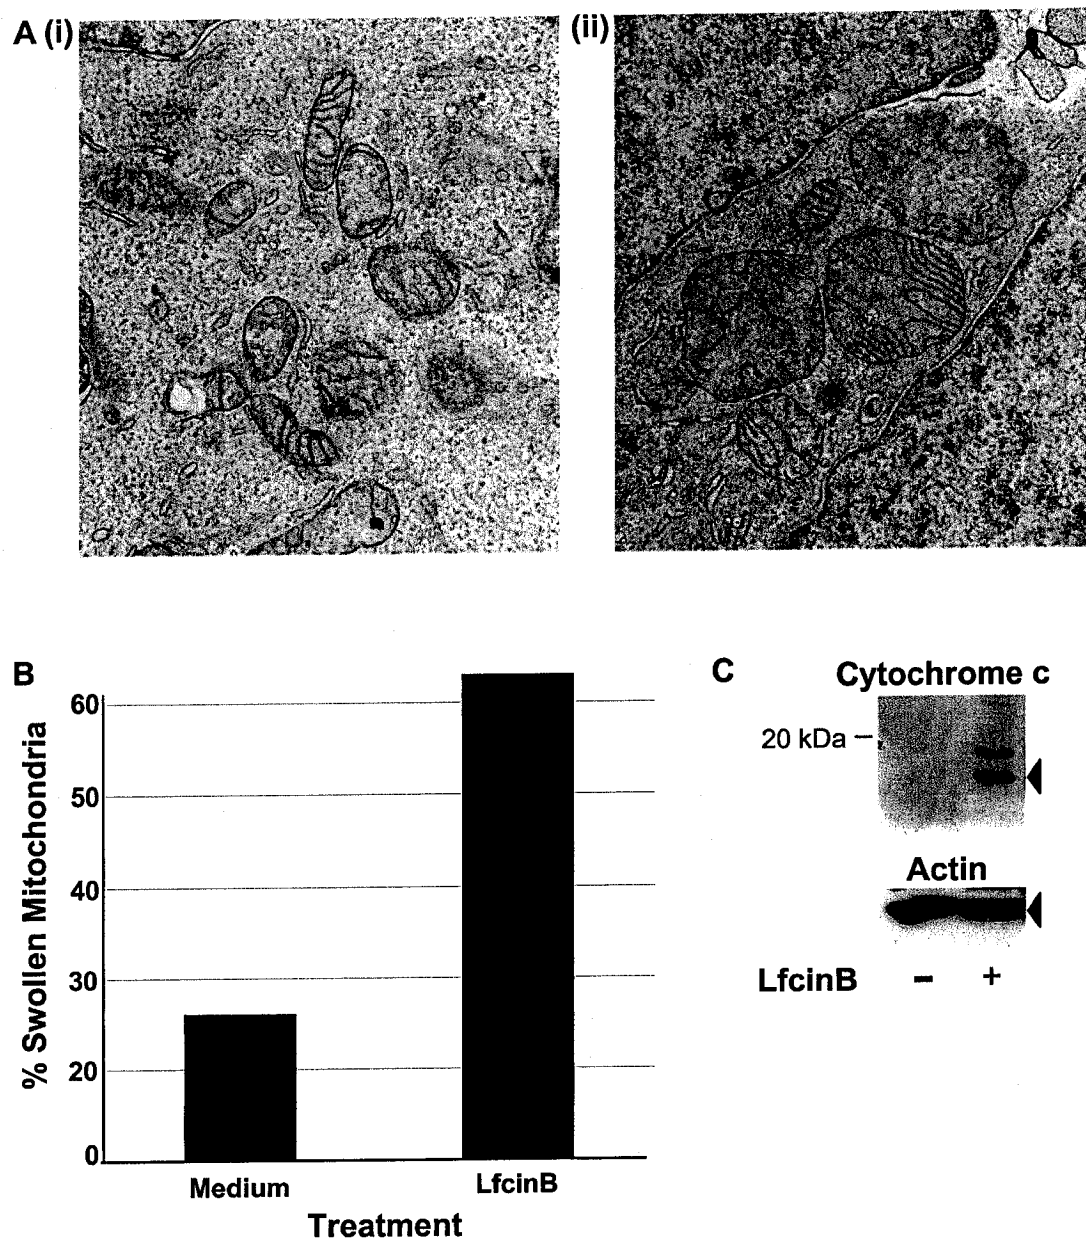 A (i)
(ii)
B
% Swollen Mitochondria
60
50
40
30
20
0
Medium
LfcinB
Treatment
C
Cytochrome c
20 kDa
Actin
LfcinB - +